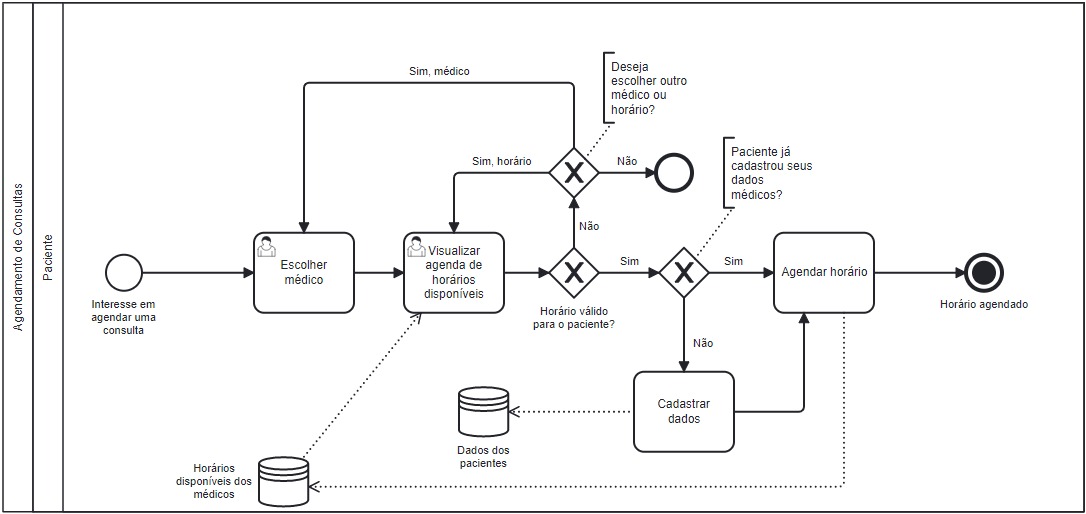 Agendamento de Consultas
Paciente
Sim, médico
Deseja
escolher outro
médico ou
horário?
Sim, horário
Não
Paciente já
cadastrou seus
dados
médicos?
Não
Interesse em
agendar uma
consulta
Escolher
médico
Visualizar
agenda de
horários
disponíveis
Horário válido
para o paciente?
Sim
Sim
Agendar horário
Horário agendado
Não
Cadastrar
dados
Dados dos
pacientes
Horários
disponíveis dos
médicos